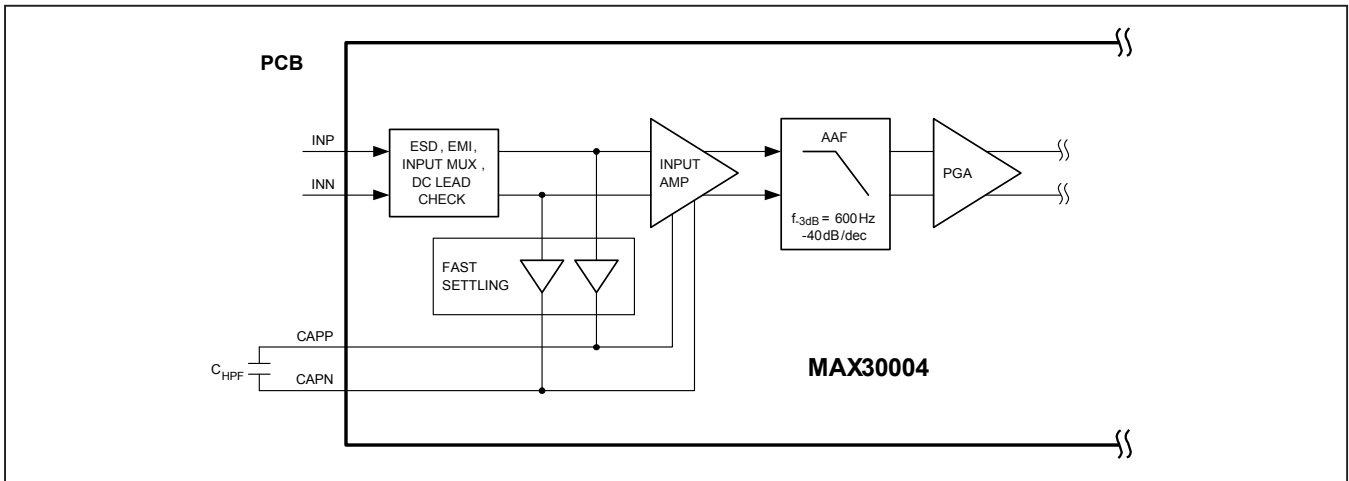 PCB
INP
INN
ESD, EMI,
INPUT MUX,
DC LEAD
CHECK
INPUT
AMP
AAF
f-3dB = 600Hz
-40dB/dec
PGA
FAST
SETTLING
CAPP
CAPN
CHPF
MAX30004